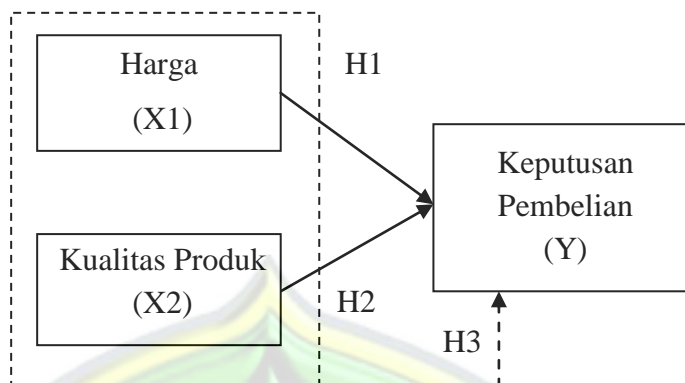 Harga
(X1)
H1
Keputusan
Pembelian
(Y)
Kualitas Produk
(X2)
H2
H3